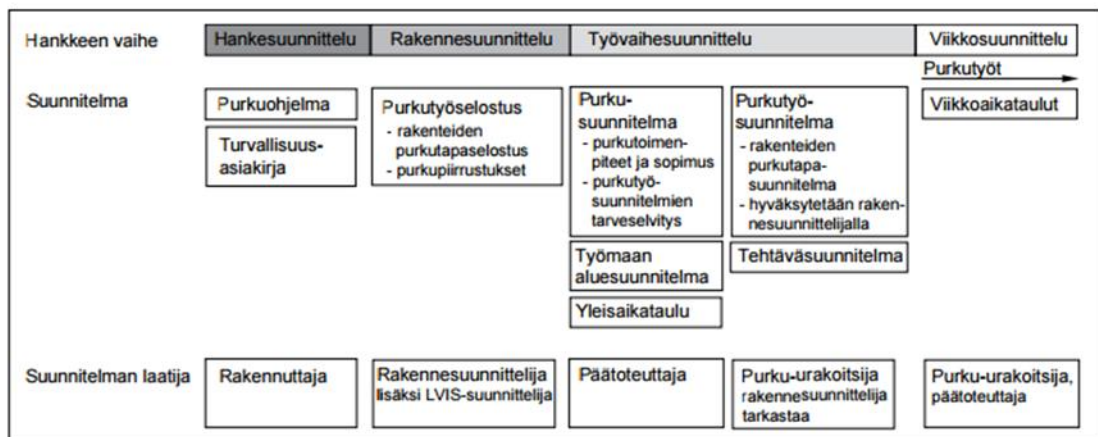 Hankkeen vaihe
Hankesuunnittelu
Rakennesuunnittelu
Työvaihesuunnittelu
Viikkosuunnittelu
Purkutyöt
Suunnitelma
Purkuohjelma
Turvallisuus-
asiakirja
Purkutyöselostus
- rakenteiden
purkutapaselostus
- purkupiirrustukset
Purku-
suunnitelma
- purkutoimen-
piteet ja sopimus
- purkutyö-
suunnitelmien
tarveselvitys
Työmaan
aluesuunnitelma
Yleisaikataulu
Purkutyö-
suunnitelma
- rakenteiden
purkutapa-
suunnitelma
- hyväksytetään raken-
nesuunnittelijalla
Tehtäväsuunnitelma
Viikkoaikataulut
Suunnitelman laatija
Rakennuttaja
Rakennesuunnittelija
lisäksi LVIS-suunnittelija
Päätoteuttaja
Purku-urakoitsija
rakennesuunnittelija
tarkastaa
Purku-urakoitsija,
päätoteuttaja